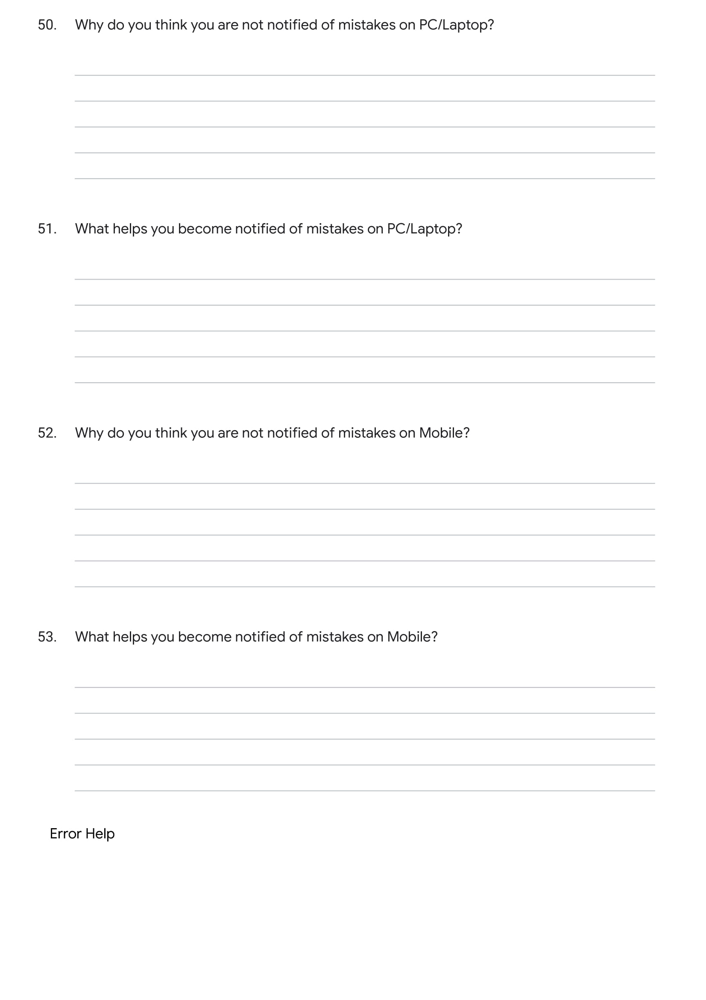 50. Why do you think you are not notified of mistakes on PC/Laptop?
51. What helps you become notified of mistakes on PC/Laptop?
52. Why do you think you are not notified of mistakes on Mobile?
53. What helps you become notified of mistakes on Mobile?
Error Help